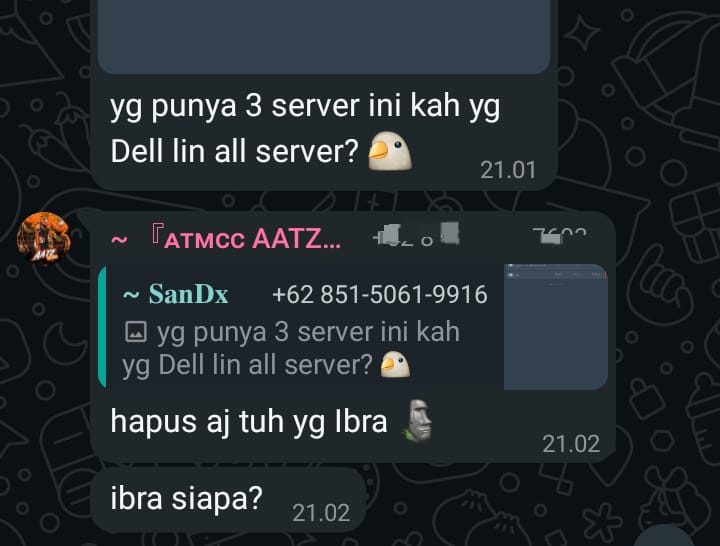 yg punya 3 server ini kah yg
Dell lin all server?
21.01
~ 『ᴀᴛᴍᴄᴄ AATZ...
~ SanDx +62 851-5061-9916
yg punya 3 server ini kah
yg Dell lin all server?
hapus aj tuh yg Ibra
21.02
ibra siapa?
21.02